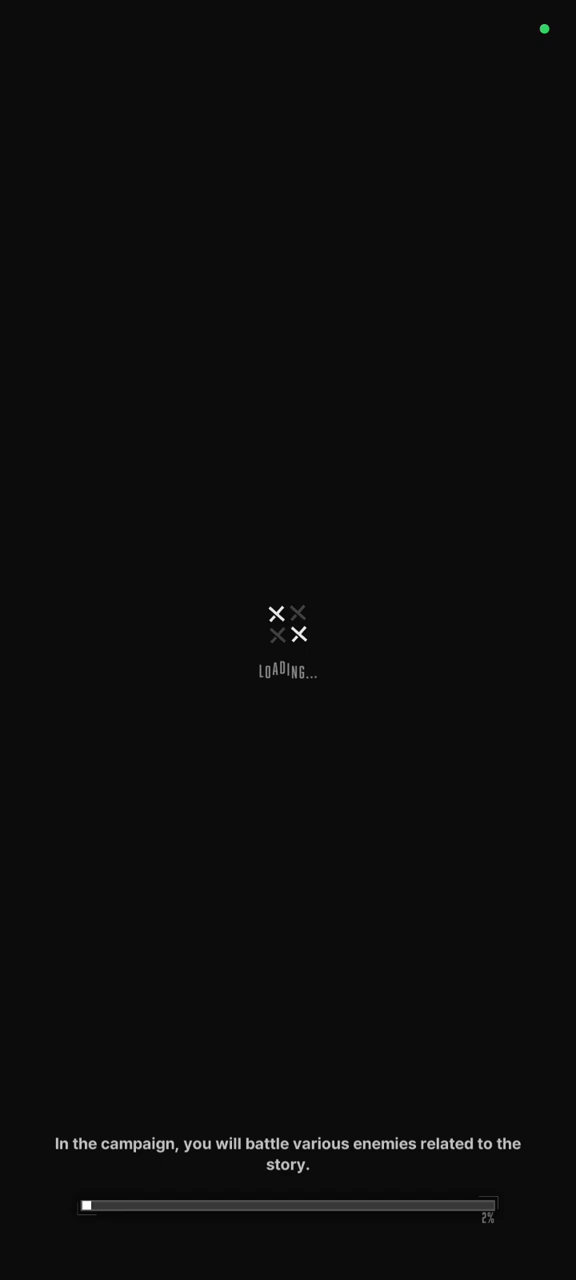 LOADING...
In the campaign, you will battle various enemies related to the
story.
2%